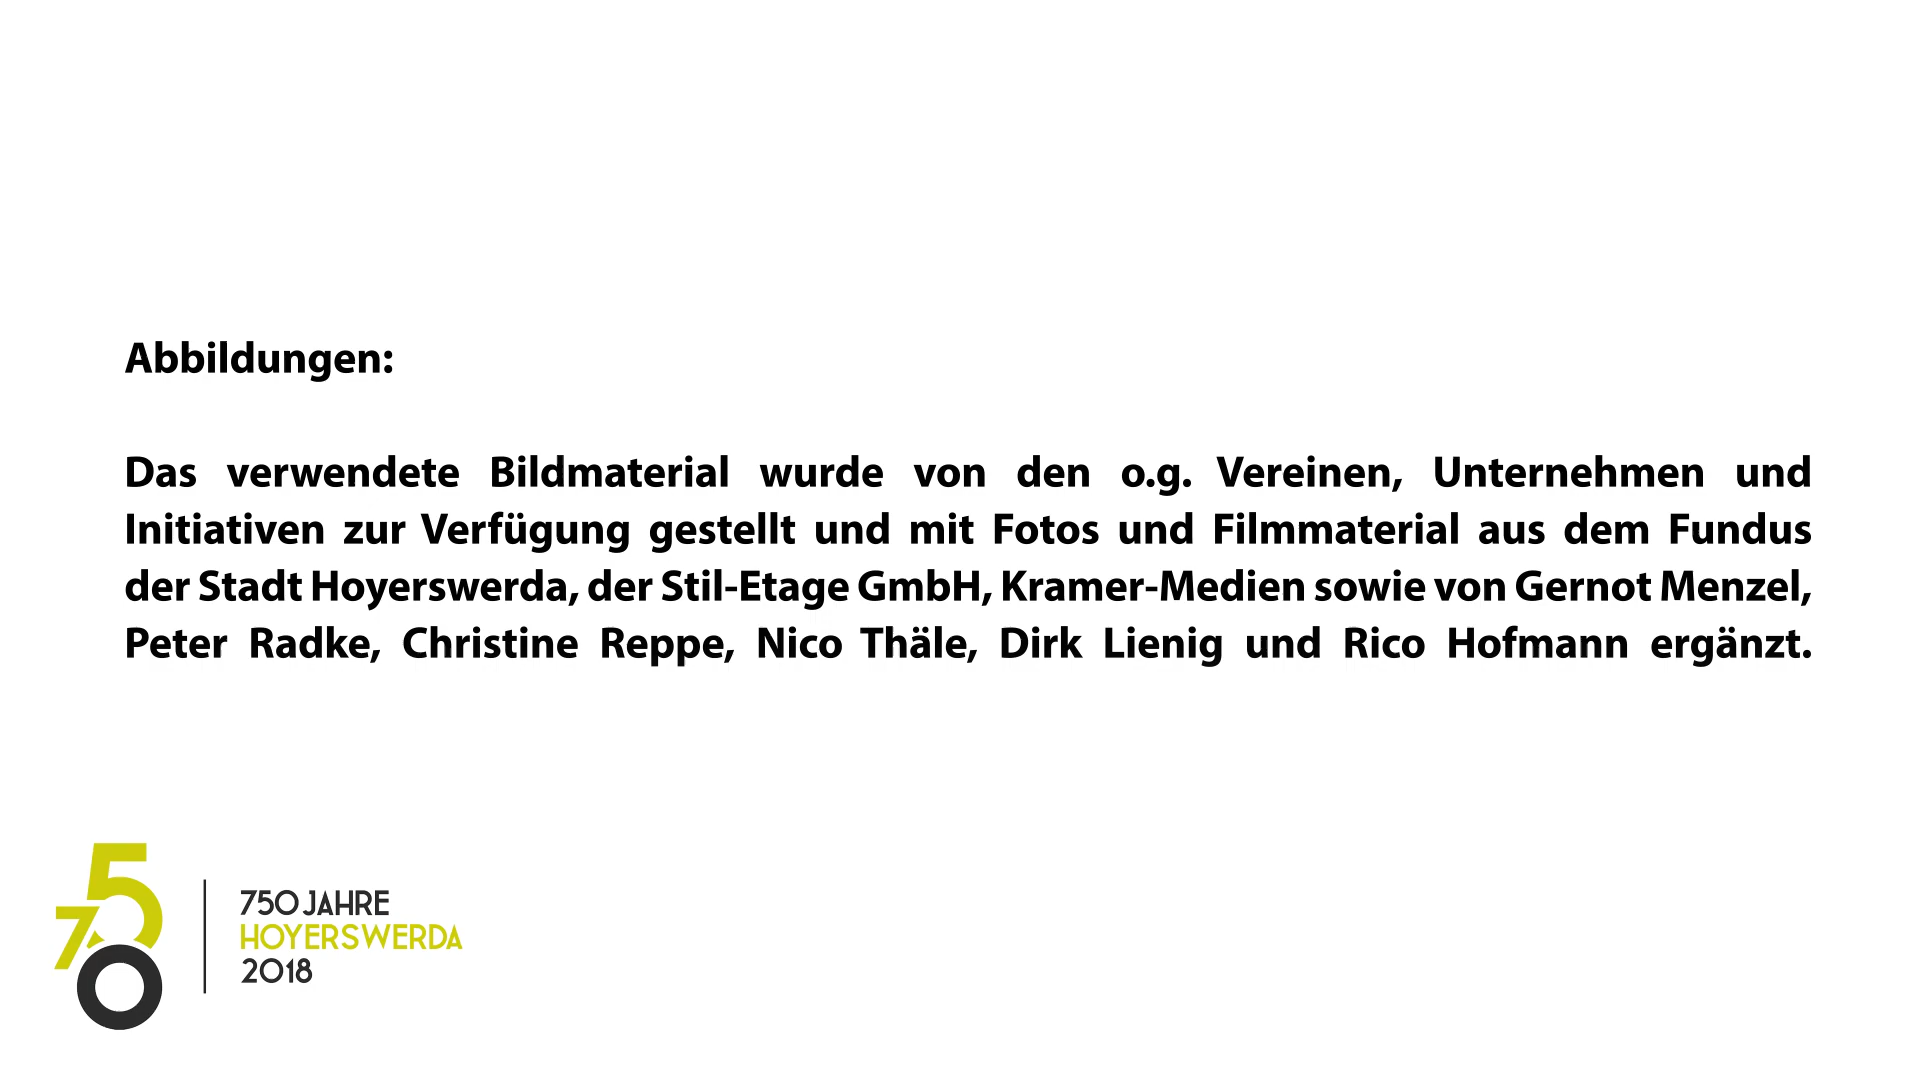 Abbildungen:
Das verwendete Bildmaterial wurde von den o.g. Vereinen, Unternehmen und
Initiativen zur Verfügung gestellt und mit Fotos und Filmmaterial aus dem Fundus
der Stadt Hoyerswerda, der Stil-Etage GmbH, Kramer-Medien sowie von Gernot Menzel,
Peter Radke, Christine Reppe, Nico Thäle, Dirk Lienig und Rico Hofmann ergänzt.
750
750 JAHRE
HOYERSWERDA
2018